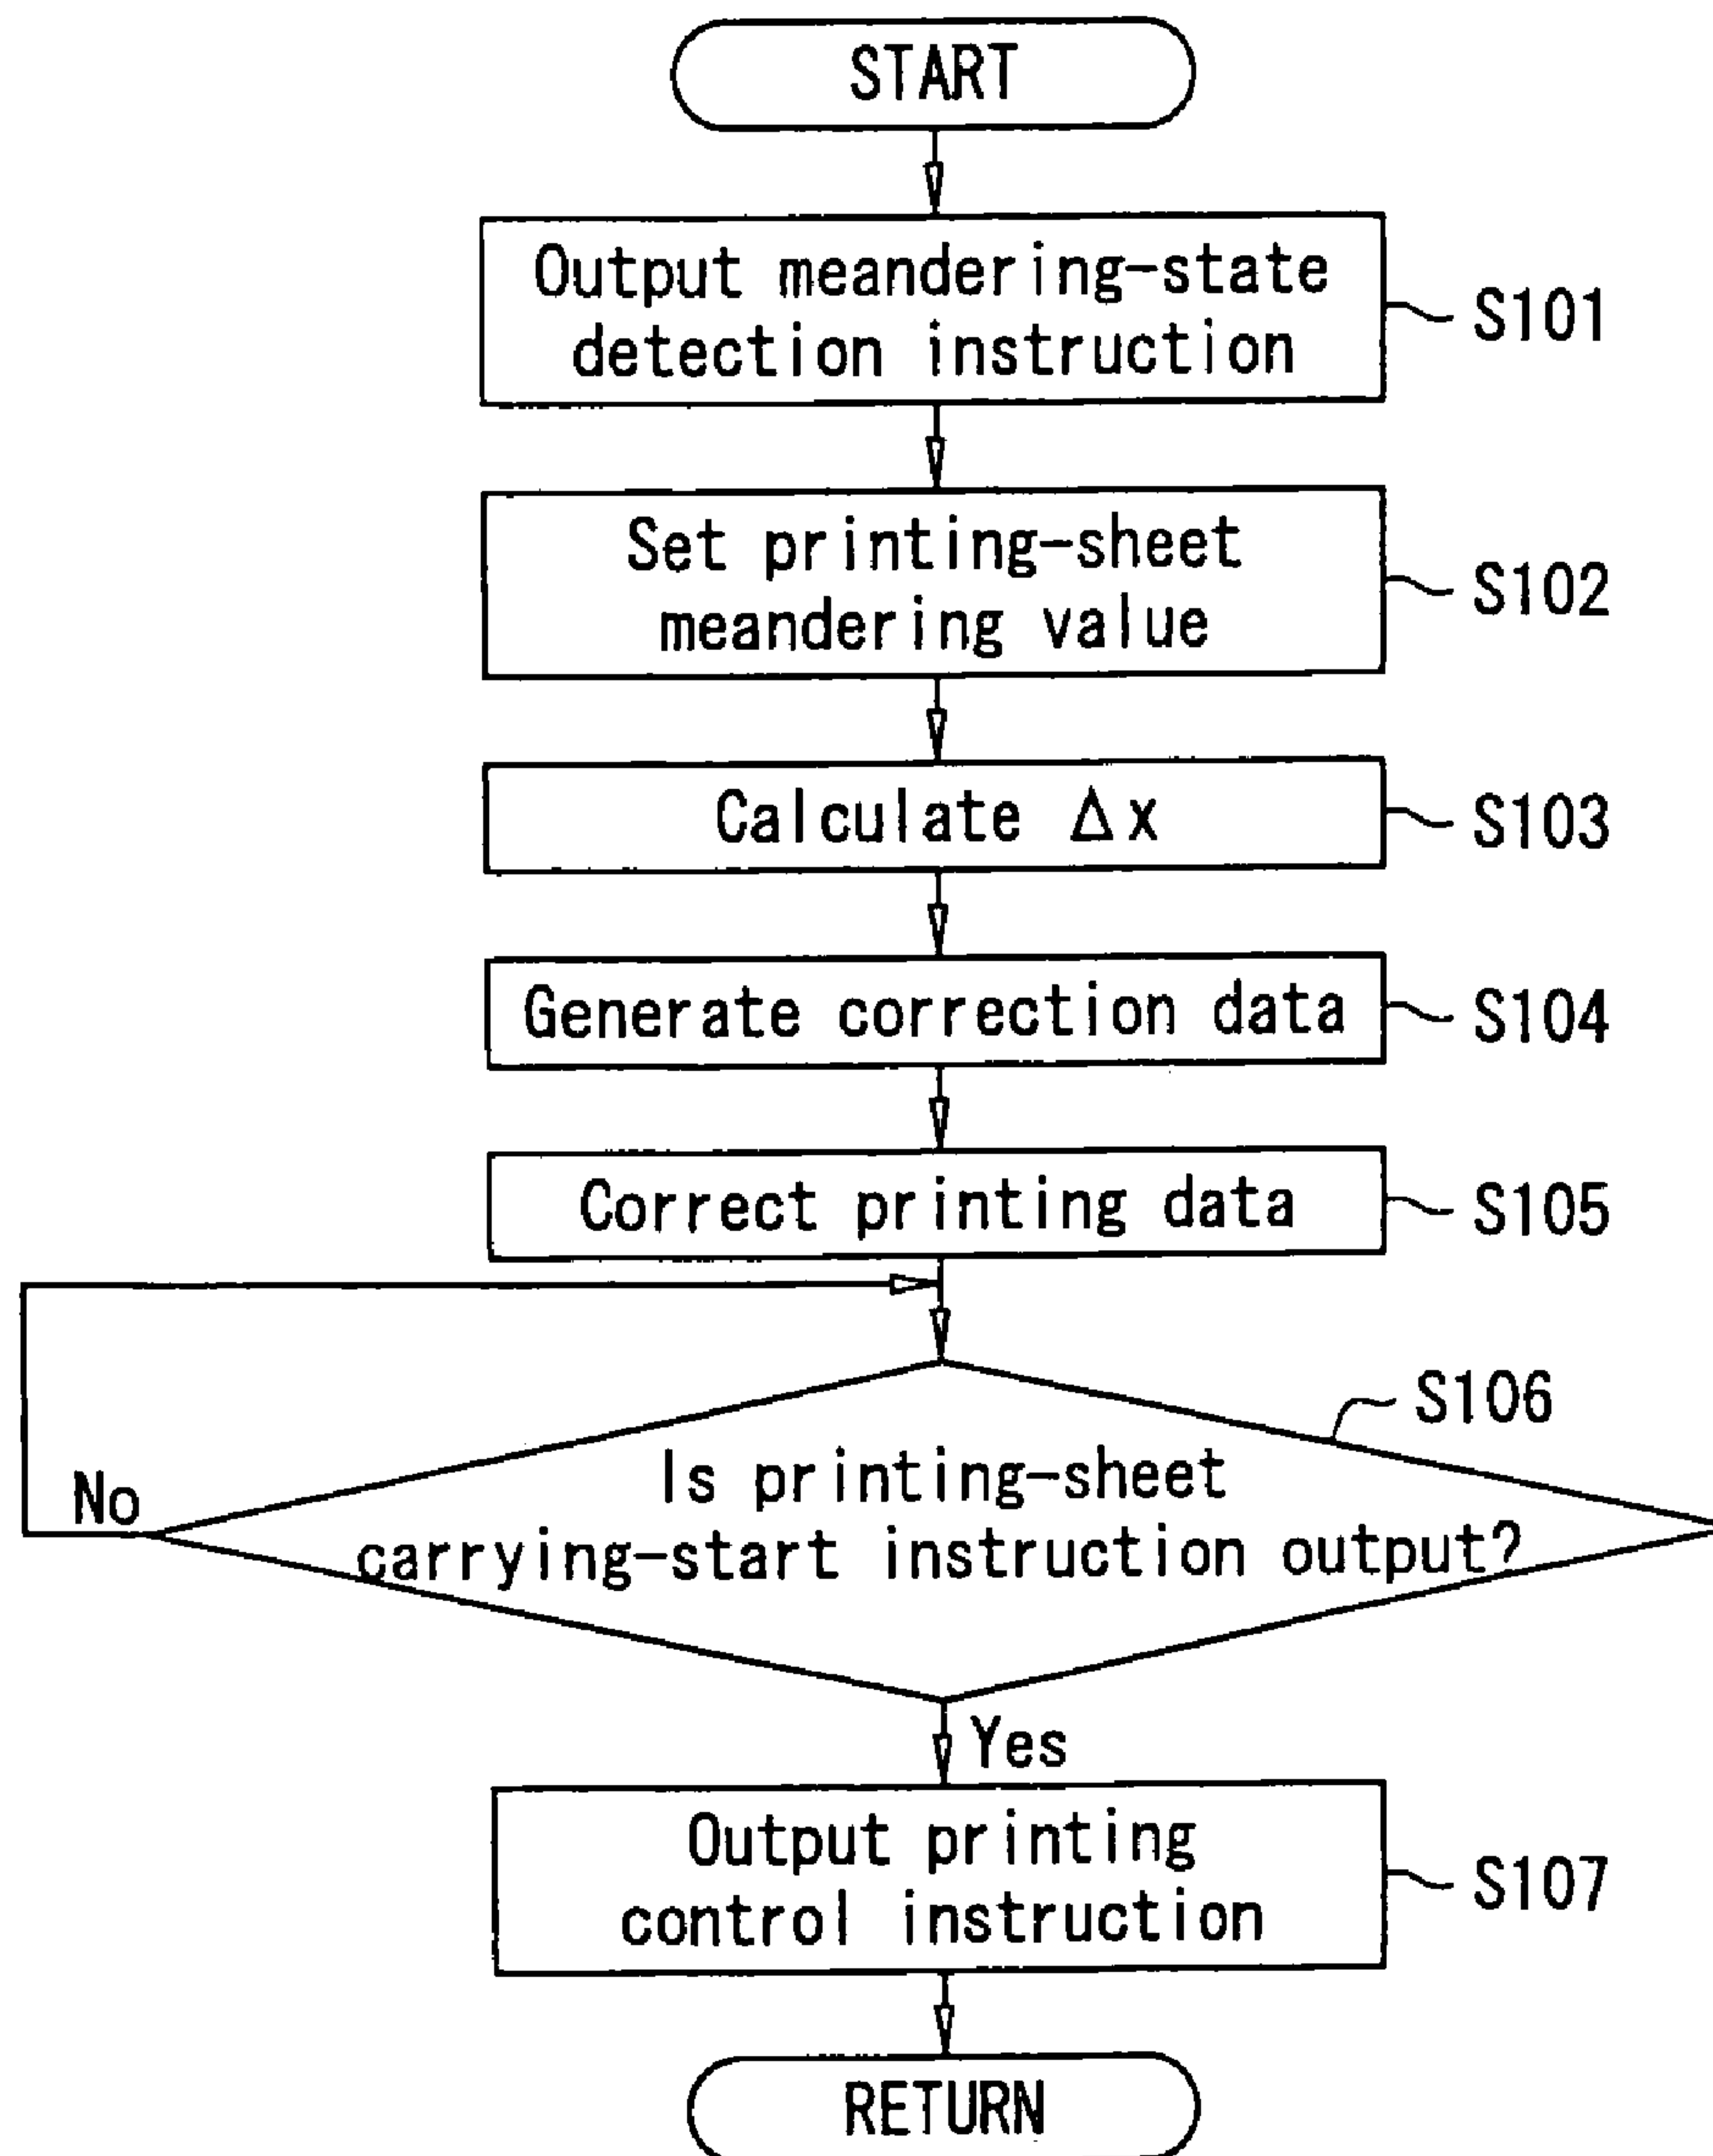 START
Output meandering-state
detection instruction
S101
Set printing-sheet
meandering value
S102
Calculate Δx
S103
Generate correction data
S104
Correct printing data
S105
S106
Is printing-sheet
carrying-start instruction output?
No
Yes
Output printing
control instruction
S107
RETURN